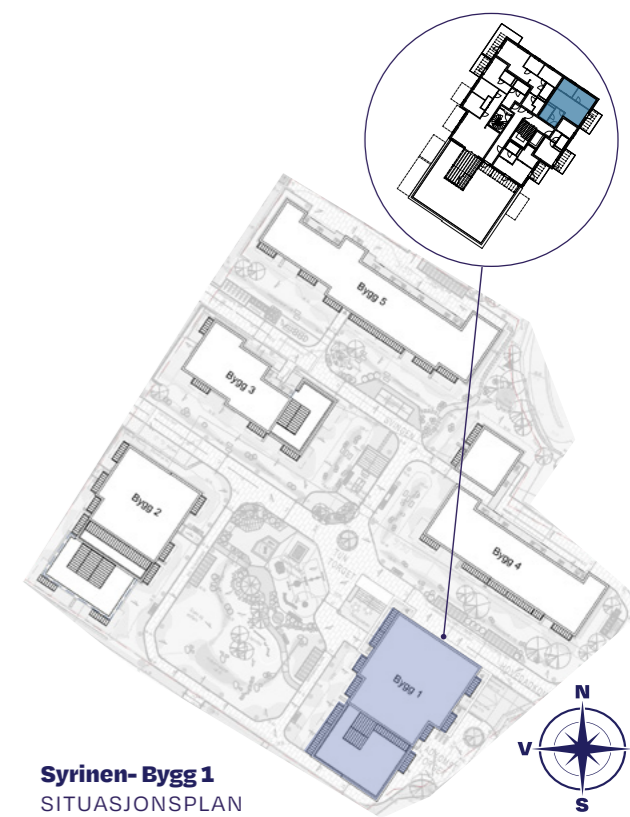 Bygg 5
Bygg 3
Bygg 2
Bygg 4
Bygg 1
N
V
S
Syrinen- Bygg 1
SITUASJONSPLAN